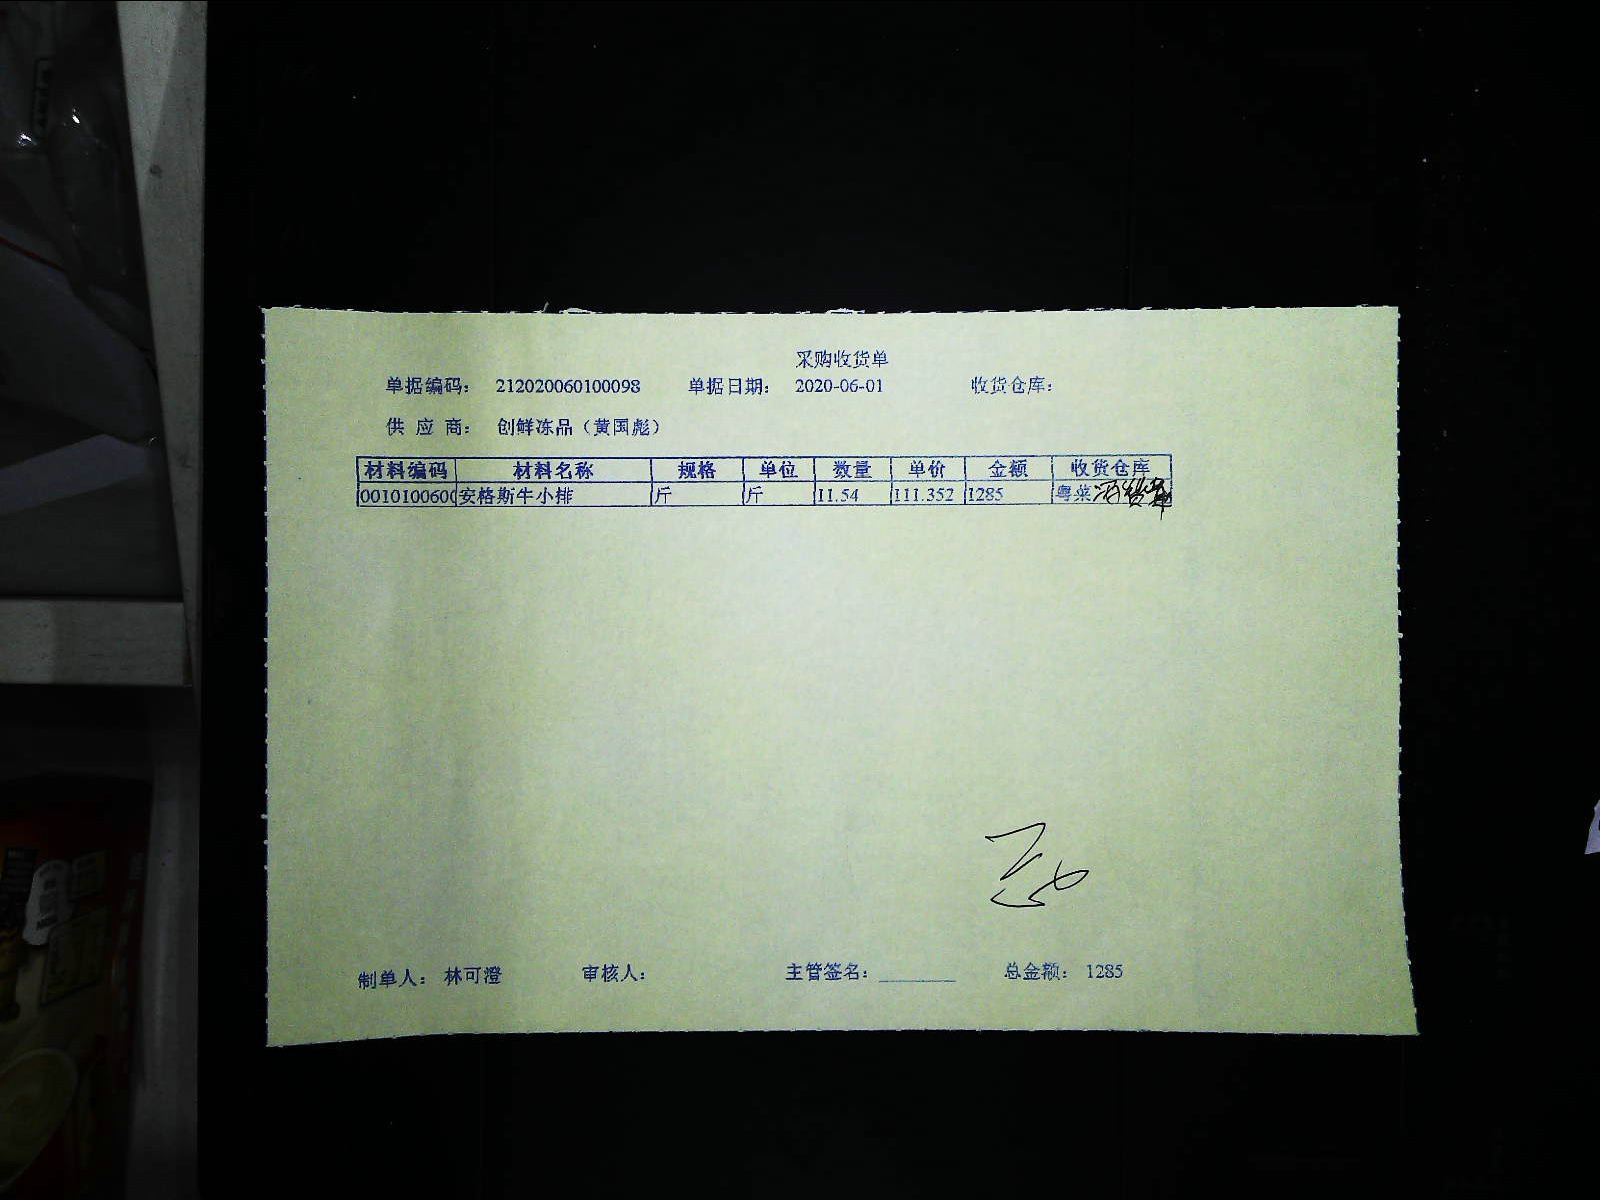 采购收货单
单据编码： 212020060100098 单据日期： 2020-06-01 收货仓库：
供 应 商： 创鲜冻品（黄国彪）
材料编码 材料名称 规格 单位 数量 单价 金额 收货仓库
0010100600 安格斯牛小排 斤 斤 11.54 111.352 1285 粤菜
制单人： 林可澄 审核人： 主管签名： 总金额： 1285